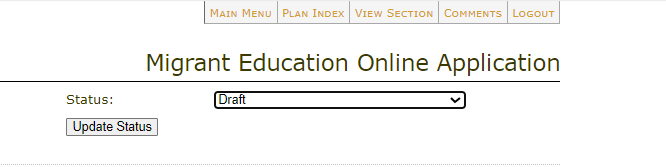 Main Menu Plan Index View Section Comments Logout
Migrant Education Online Application
Status: Draft
Update Status